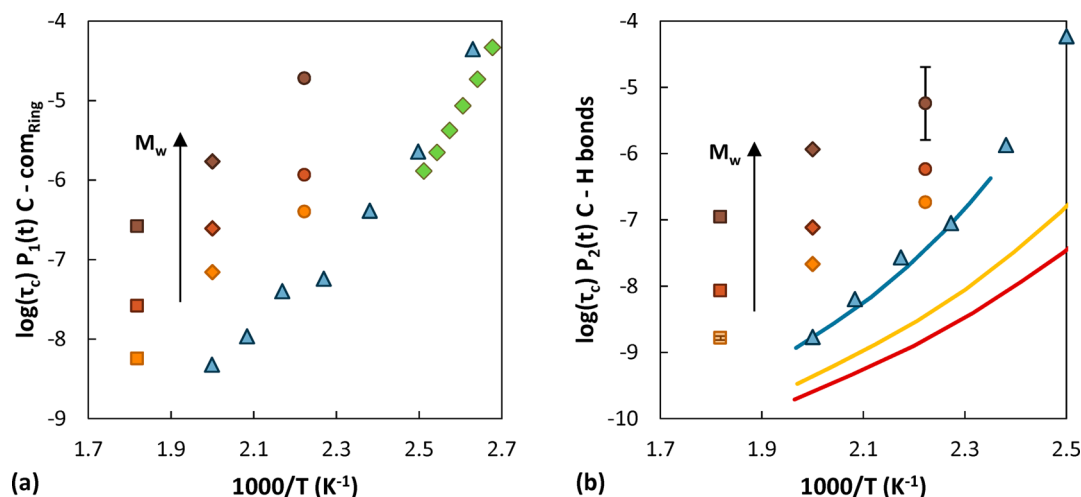 -4
-5
-6
-7
-8
-9
1.7 1.9 2.1 2.3 2.5 2.7
log(τc) P1(t) C - comRing
Mw
(a) 1000/T (K-1)
-4
-5
-6
-7
-8
-9
-10
1.7 1.9 2.1 2.3 2.5
log(τc) P2(t) C - H bonds
Mw
(b) 1000/T (K-1)